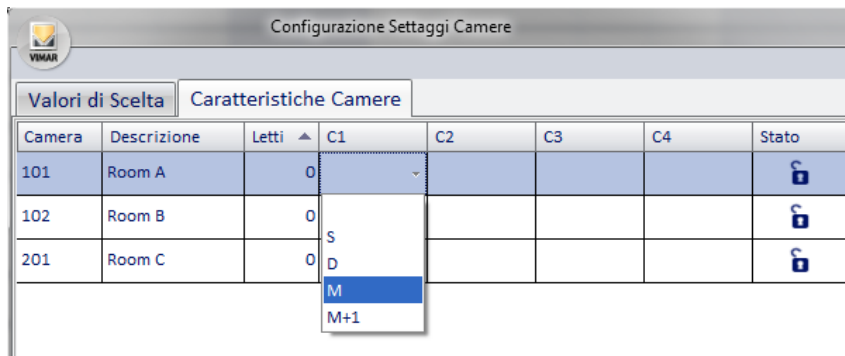 Configurazione Settaggi Camere
VIMAR
Valori di Scelta Caratteristiche Camere
Camera Descrizione Letti C1 C2 C3 C4 Stato
101 Room A 0
102 Room B 0
S
201 Room C 0 D
M
M+1